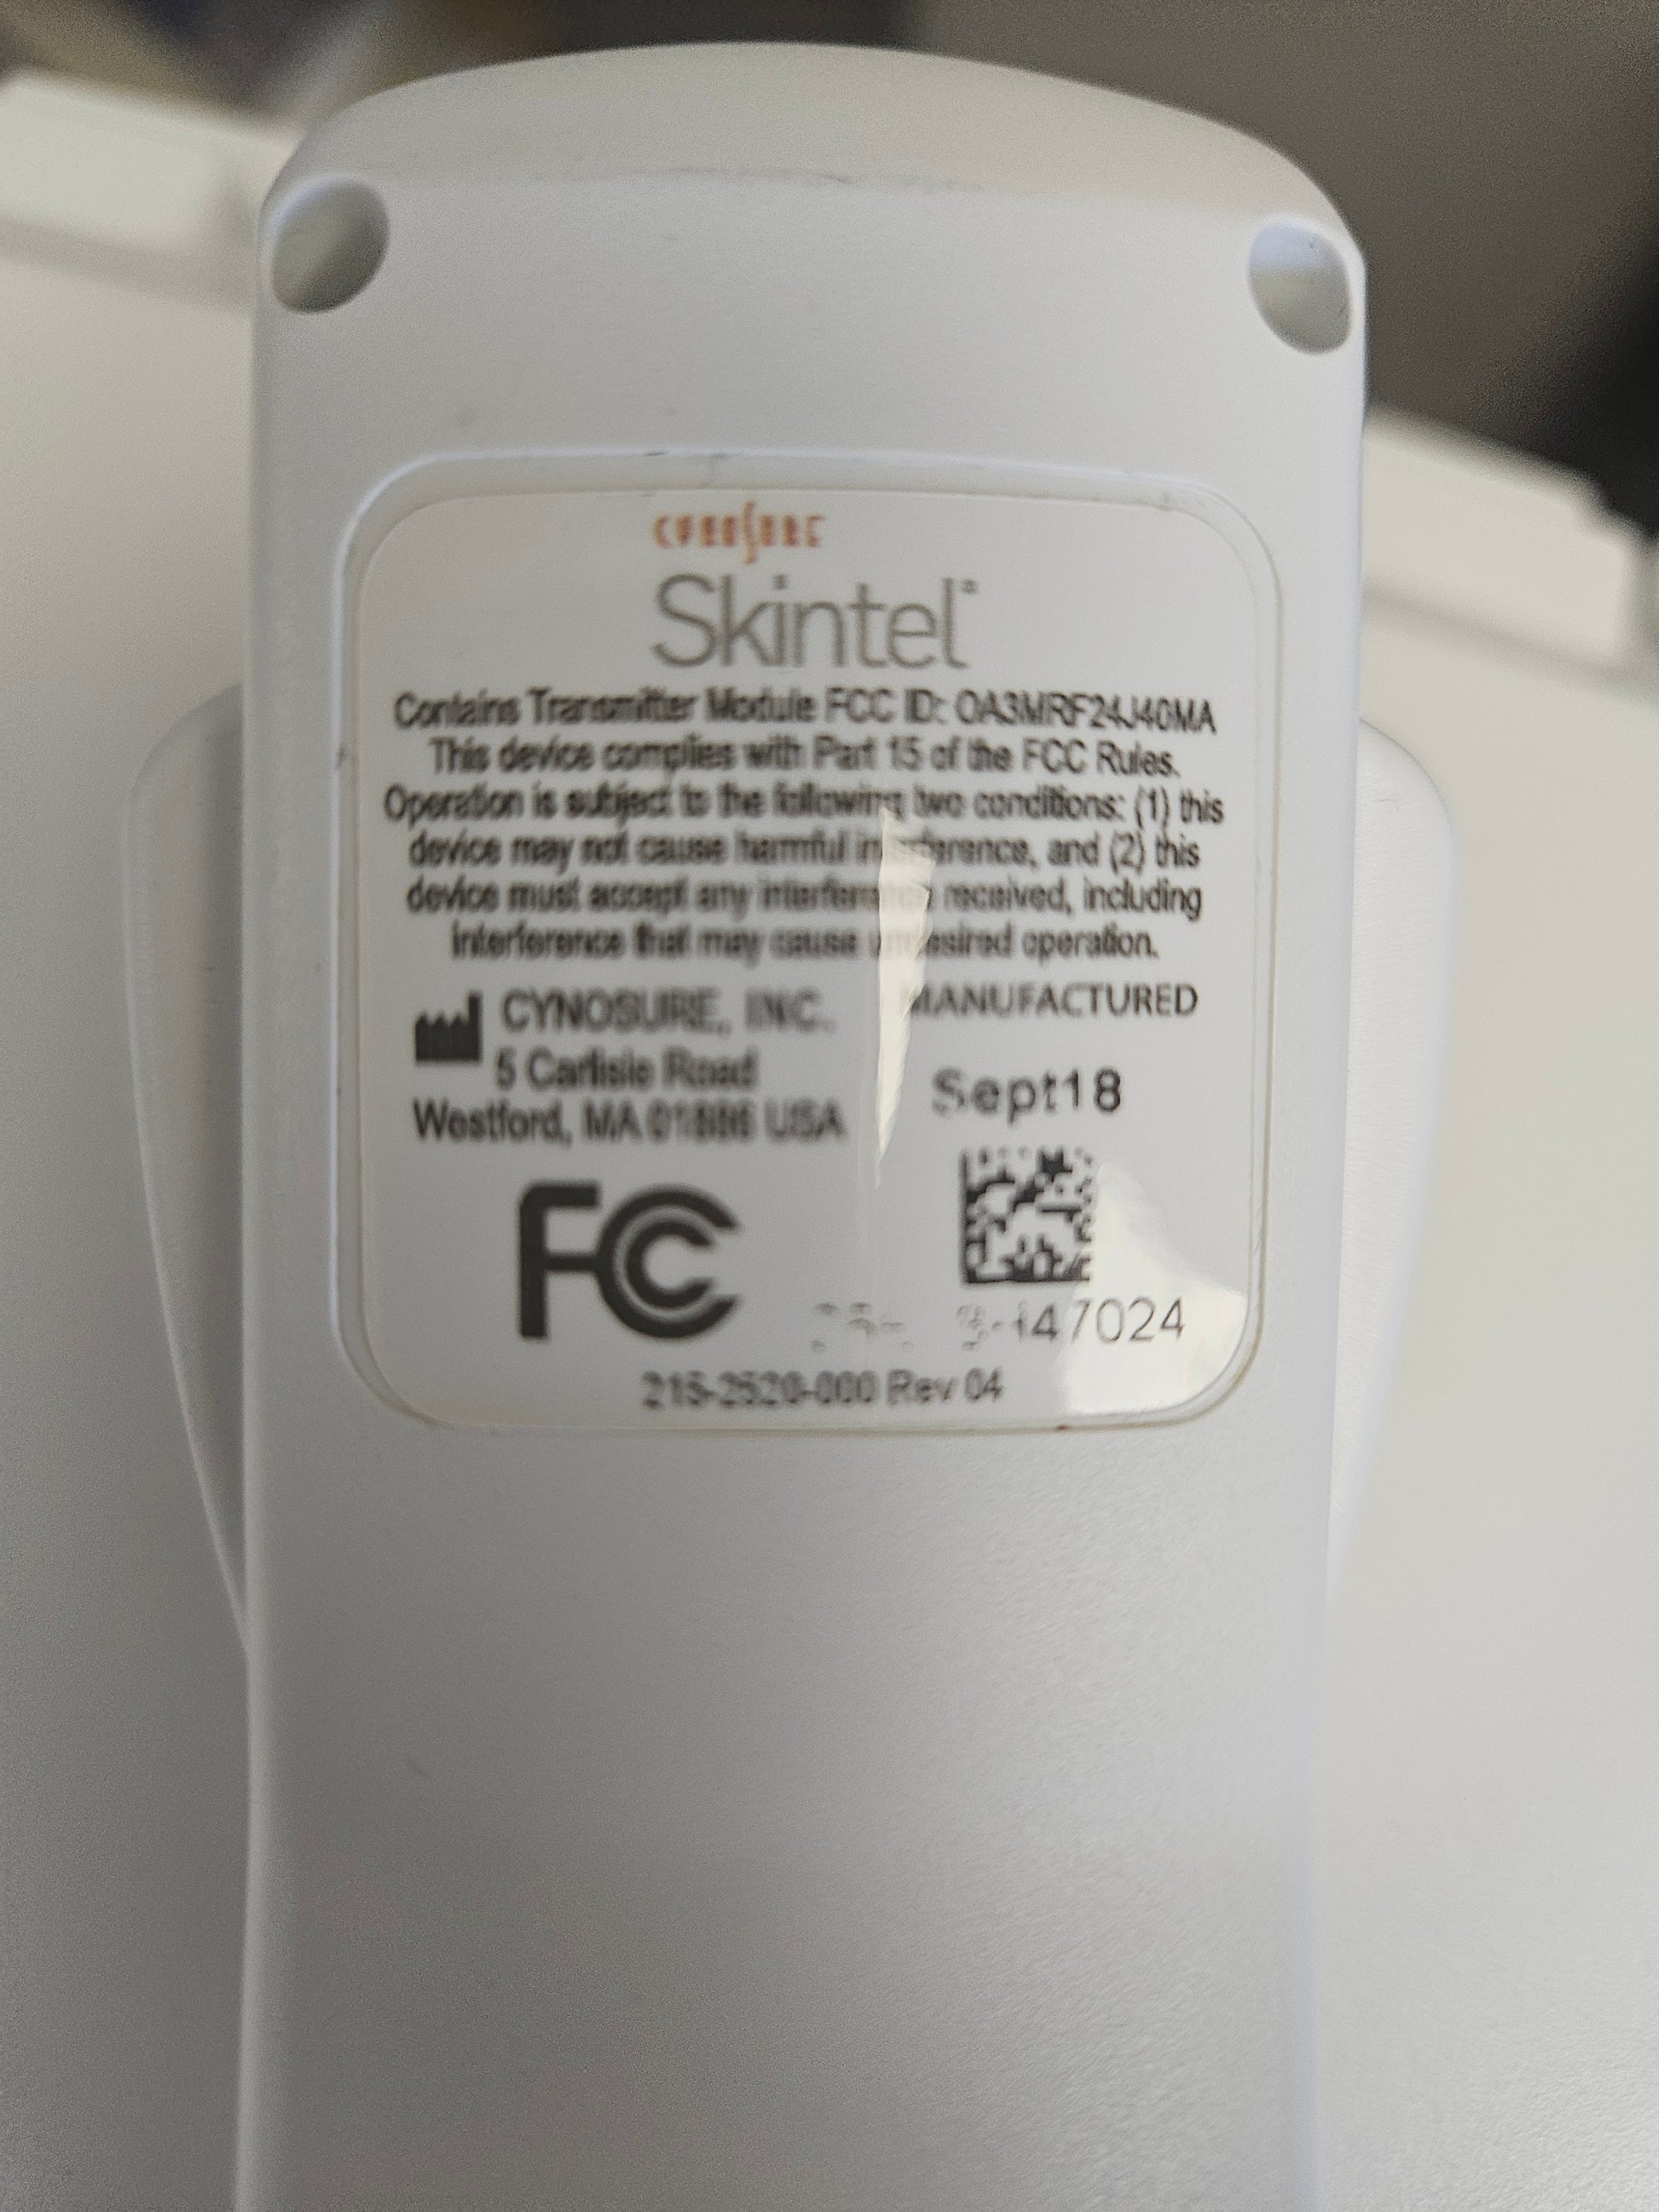 CYNOSURE
Skintel
Contains Transmitter Module FCC ID: OA3MRF24J40MA
This device complies with Part 15 of the FCC Rules.
Operation is subject to the following two conditions: (1) this
device may not cause harmful interference, and (2) this
device must accept any interference received, including
interference that may cause undesired operation.
CYNOSURE, INC.
5 Carlisle Road
Westford, MA 01886 USA
MANUFACTURED
Sept18
FC
147024
215-2520-000 Rev 04